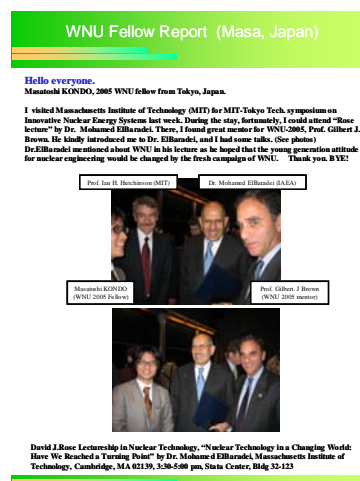 WNU Fellow Report (Masa, Japan)
Hello everyone.
Masatoshi KONDO, 2005 WNU fellow from Tokyo, Japan.
I visited Massachusetts Institute of Technology (MIT) for MIT-Tokyo Tech. symposium on
Innovative Nuclear Energy Systems last week. During the stay, fortunately, I could attend “Rose
lecture” by Dr. Mohamed ElBaradei. There, I found great mentor for WNU-2005, Prof. Gilbert J.
Brown. He kindly introduced me to Dr. ElBaradei, and I had some talks. (See photos)
Dr.ElBaradei mentioned about WNU in his lecture as he hoped that the young generation attitude
for nuclear engineering would be changed by the fresh campaign of WNU. Thank you. BYE!
Prof. Ian H. Hutchinson (MIT)
Dr. Mohamed ElBaradei (IAEA)
Masatoshi KONDO
(WNU 2005 Fellow)
Prof. Gilbert. J Brown
(WNU 2005 mentor)
David J.Rose Lectureship in Nuclear Technology, “Nuclear Technology in a Changing World:
Have We Reached a Turning Point” by Dr. Mohamed ElBaradei, Massachusetts Institute of
Technology, Cambridge, MA 02139, 3:30-5:00 pm, Stata Center, Bldg 32-123